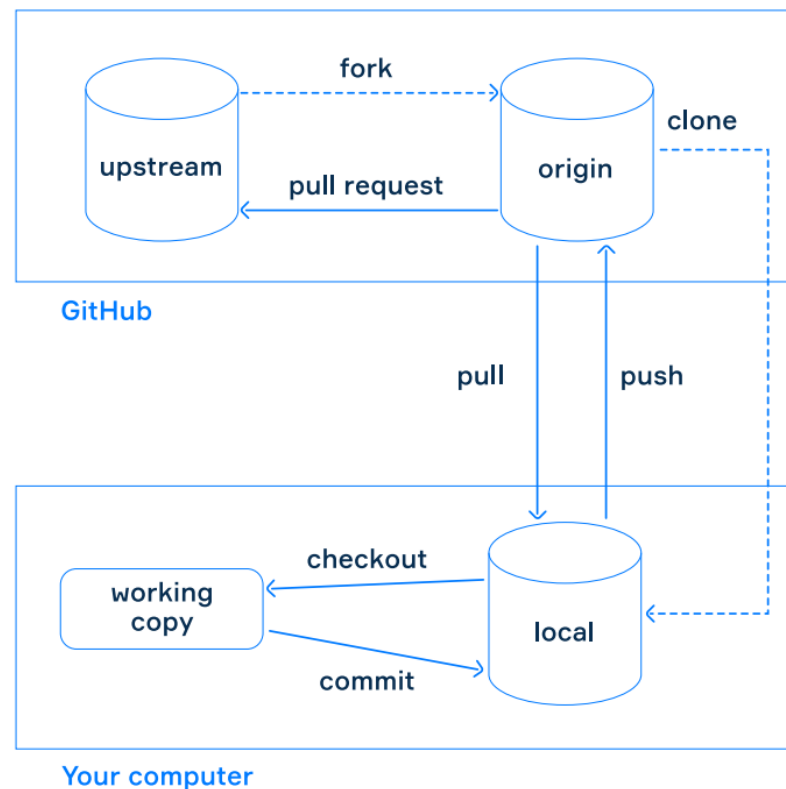 fork
clone
upstream
origin
pull request
GitHub
pull
push
checkout
working
copy
local
commit
Your computer